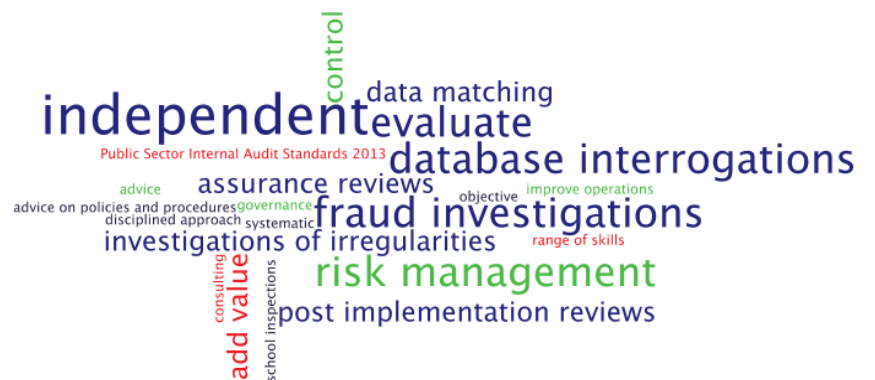 control
data matching
independent
evaluate
Public Sector Internal Audit Standards 2013
database interrogations
assurance reviews
advice
objective
improve operations
advice on policies and procedures
governance
disciplined approach
systematic
fraud investigations
investigations of irregularities
range of skills
consulting
add value
school inspections
risk management
post implementation reviews